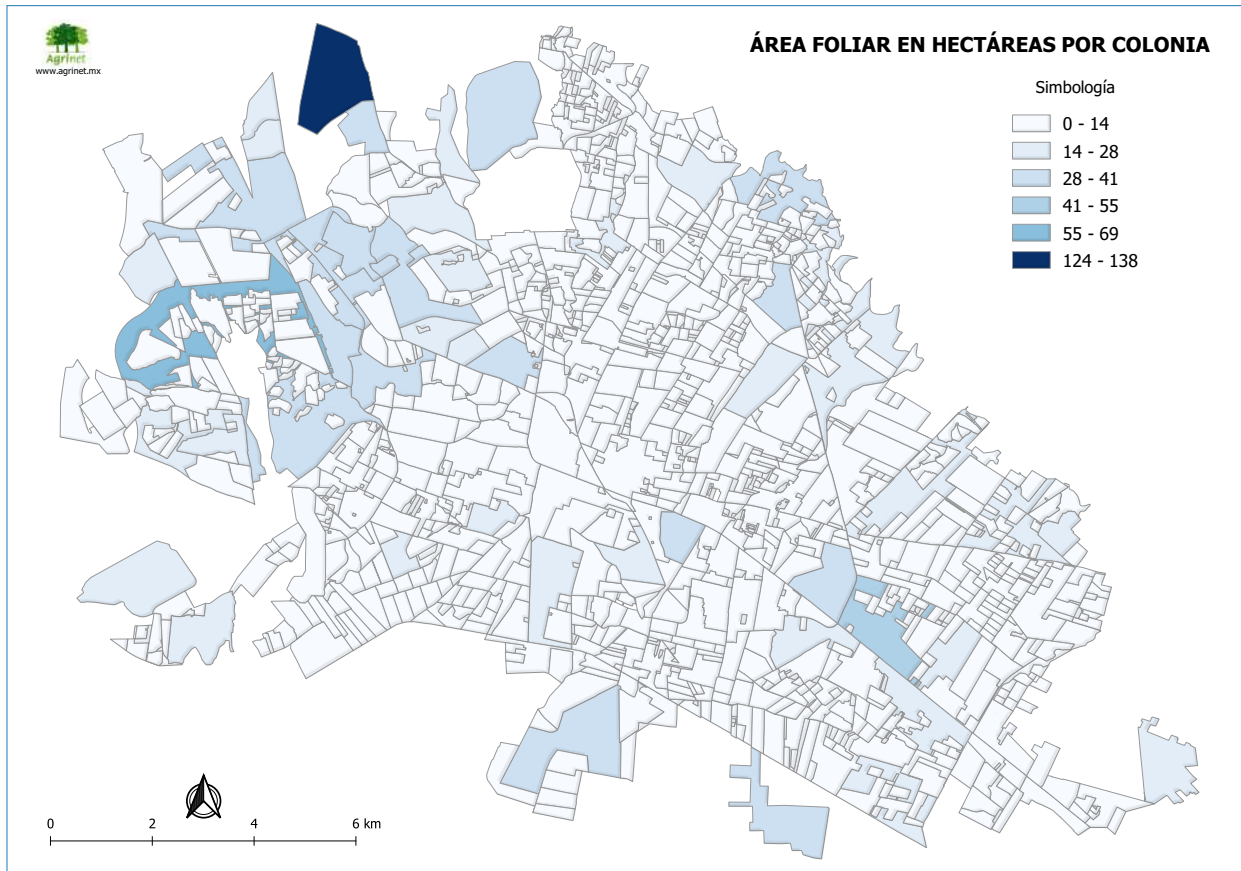 Agrinet
www.agrinet.mx
ÁREA FOLIAR EN HECTÁREAS POR COLONIA
Simbología
0 - 14
14 - 28
28 - 41
41 - 55
55 - 69
124 - 138
0 2 4 6 km